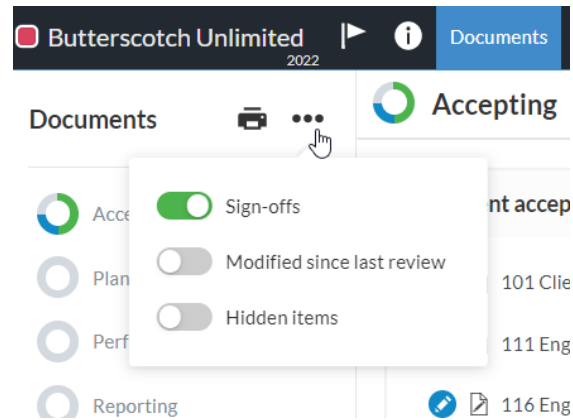 Butterscotch Unlimited
2022
Documents
Documents
Accepting
Sign-offs
Modified since last review
Hidden items
Acce
Plan
Perf
Reporting
nt accep
101 Clie
111 Eng
116 Eng